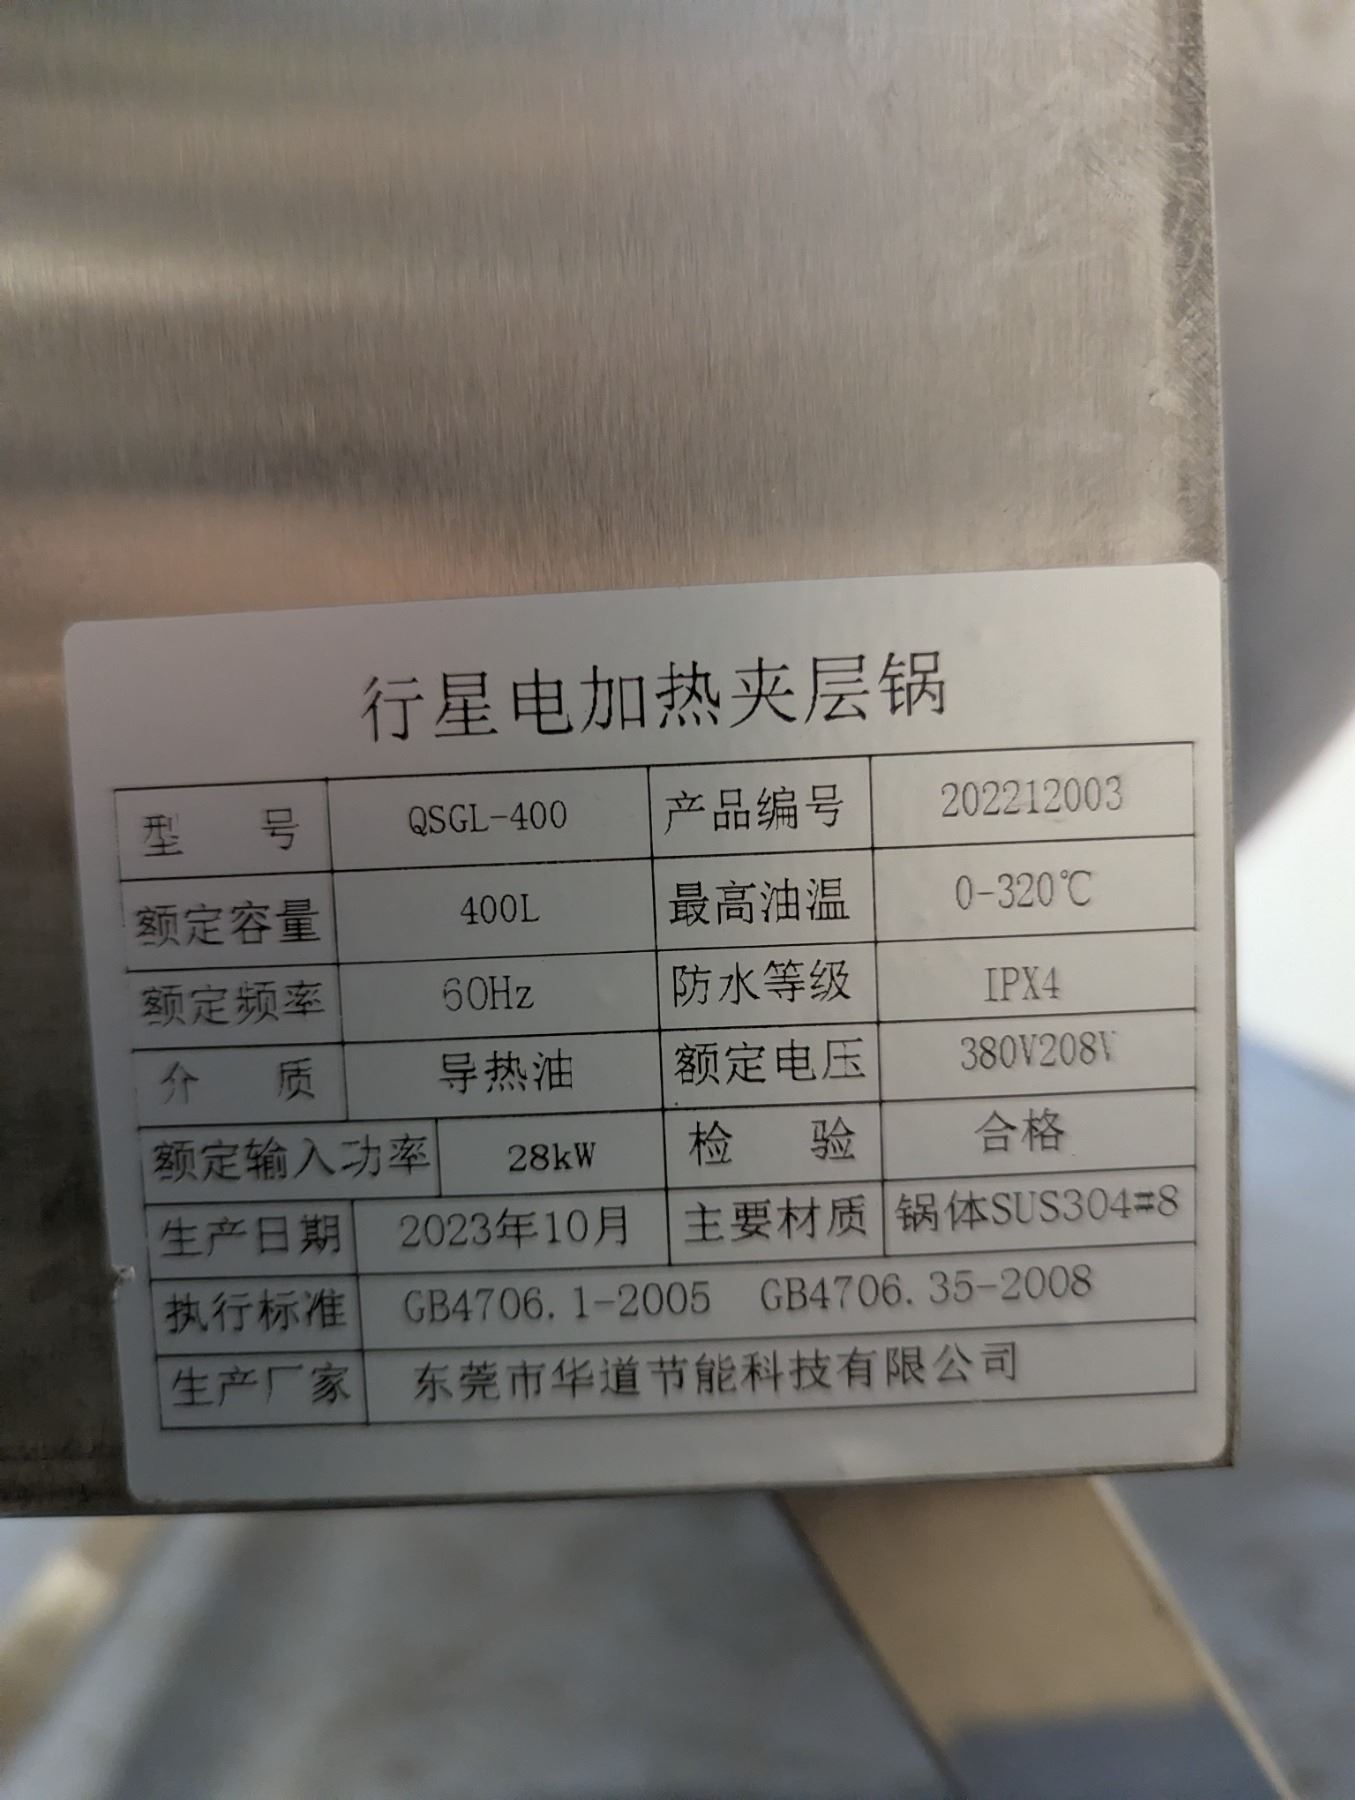 行星电加热夹层锅
型 号 QSGL-400 产品编号 202212003
额定容量 400L 最高油温 0-320℃
额定频率 60Hz 防水等级 IPX4
介 质 导热油 额定电压 380V208V
额定输入功率 28kW 检 验 合格
生产日期 2023年10月 主要材质 锅体SUS304#8
执行标准 GB4706.1-2005 GB4706.35-2008
生产厂家 东莞市华道节能科技有限公司